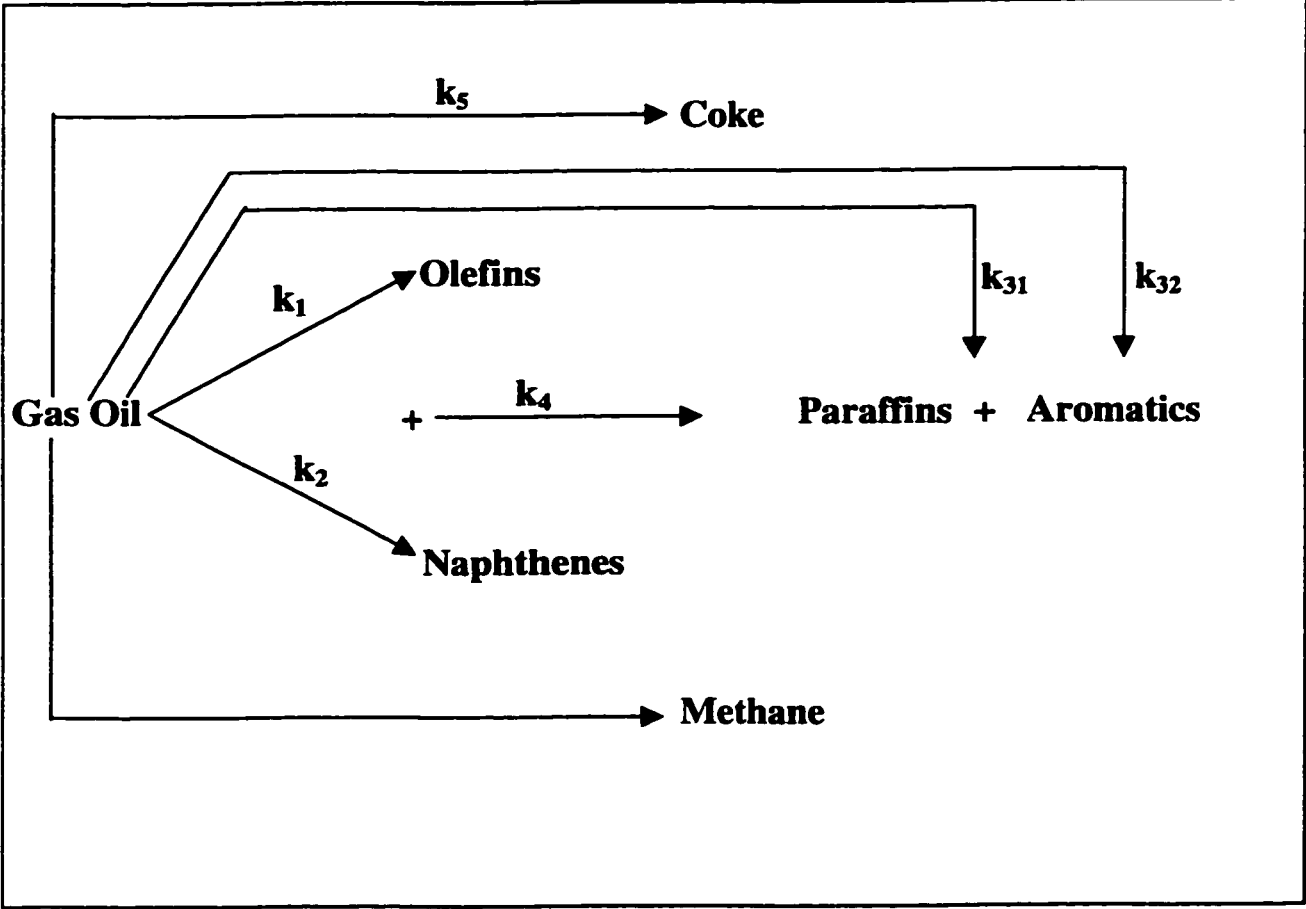 k5
Coke
Olefins
k1
k31
k32
Gas Oil
+
k4
Paraffins + Aromatics
k2
Naphthenes
Methane